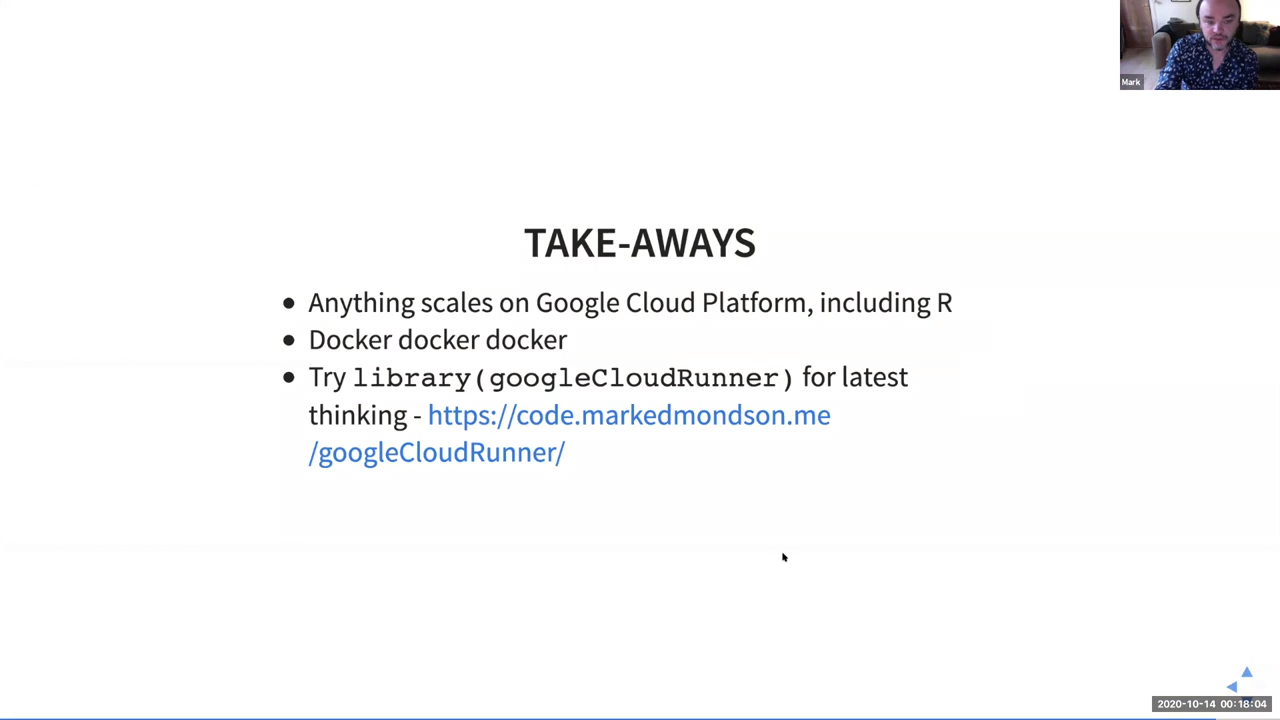 Mark
TAKE-AWAYS
Anything scales on Google Cloud Platform, including R
Docker docker docker
Try library(googleCloudRunner) for latest
thinking - https://code.markedmondson.me
/googleCloudRunner/
2020-10-14 00:18:04